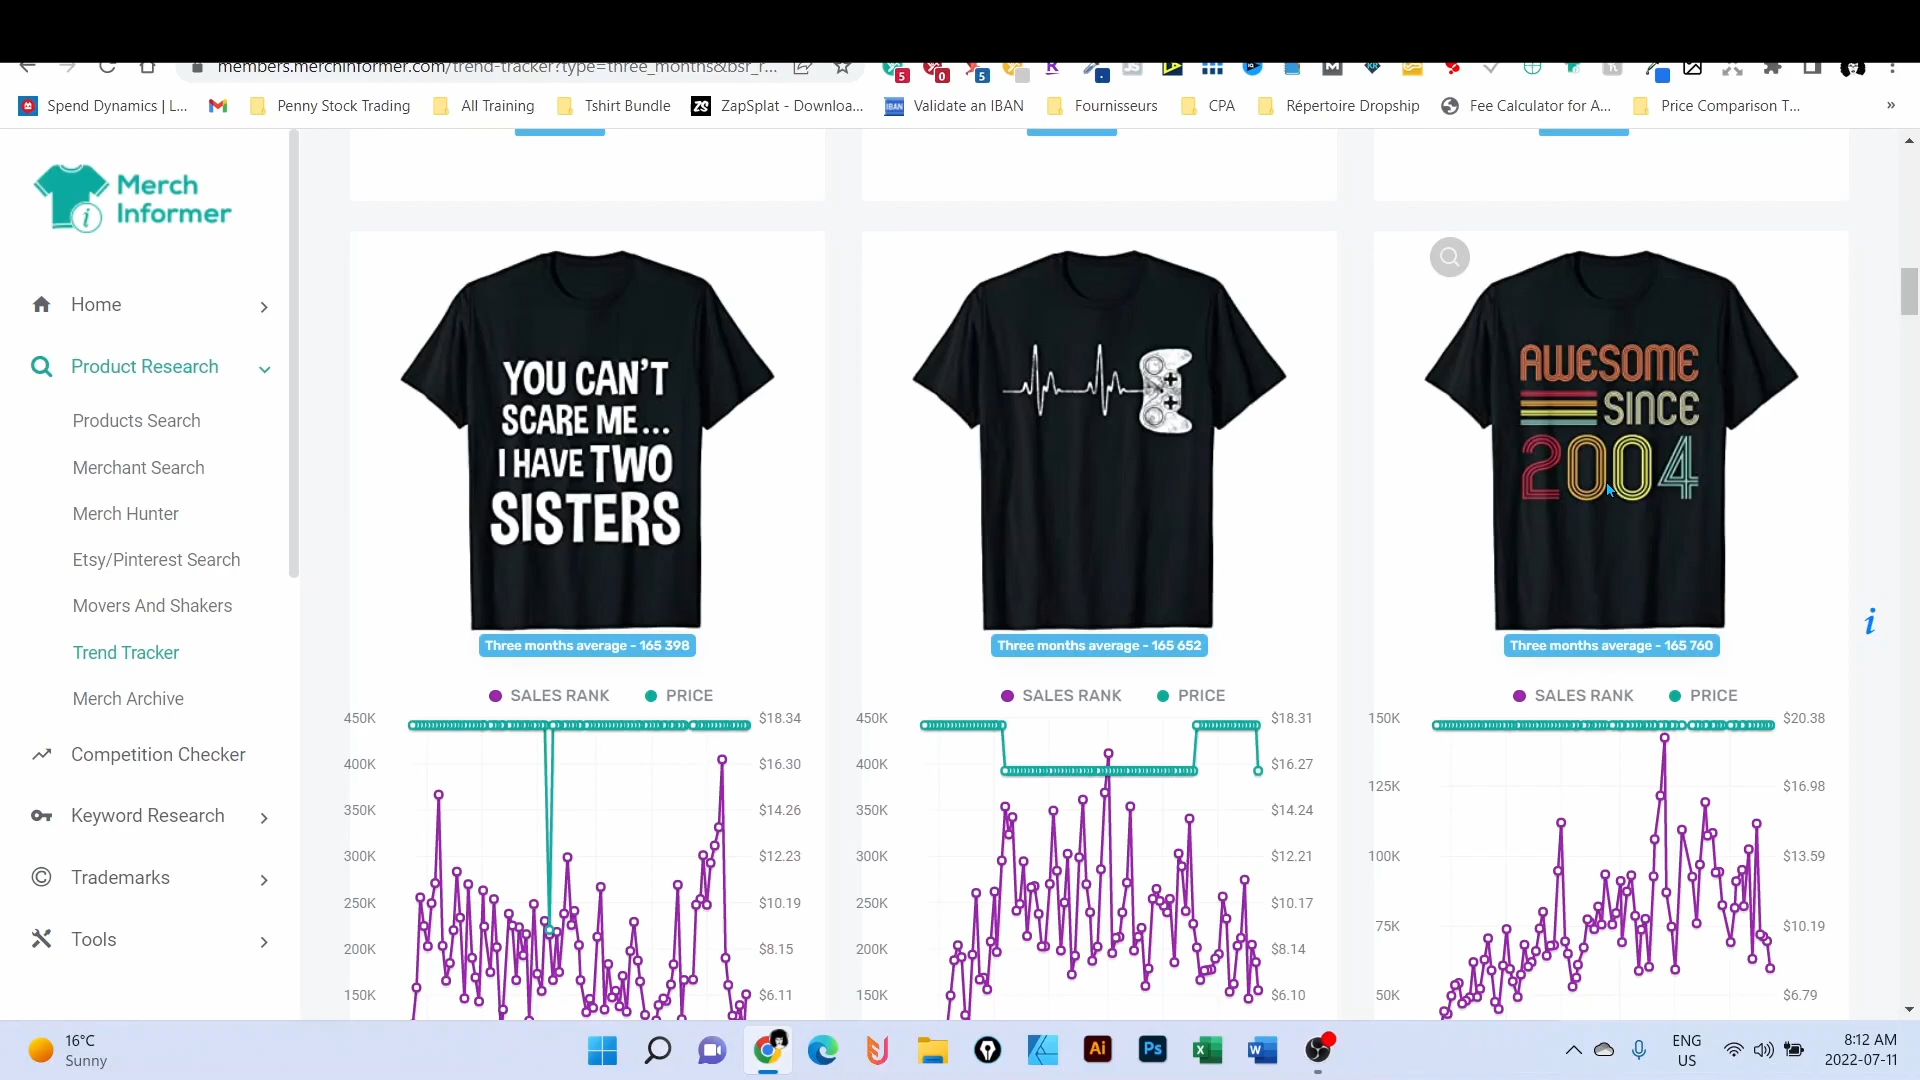 members.merchinformer.com/trend-tracker?type=three_months&bsr_r...
5
0
5
Spend Dynamics | L...
Penny Stock Trading
All Training
Tshirt Bundle
ZS
ZapSplat - Downloa...
IBAN
Validate an IBAN
Fournisseurs
CPA
Répertoire Dropship
Fee Calculator for A...
Price Comparison T...
»
Merch
Informer
Home
Product Research
Products Search
Merchant Search
Merch Hunter
Etsy/Pinterest Search
Movers And Shakers
Trend Tracker
Merch Archive
Competition Checker
Keyword Research
Trademarks
Tools
YOU CAN'T
SCARE ME...
I HAVE TWO
SISTERS
Three months average - 165 398
SALES RANK
PRICE
450K
400K
350K
300K
250K
200K
150K
$18.34
$16.30
$14.26
$12.23
$10.19
$8.15
$6.11
Three months average - 165 652
SALES RANK
PRICE
450K
400K
350K
300K
250K
200K
150K
$18.31
$16.27
$14.24
$12.21
$10.17
$8.14
$6.10
AWESOME
SINCE
2004
Three months average - 165 760
SALES RANK
PRICE
150K
125K
100K
75K
50K
$20.38
$16.98
$13.59
$10.19
$6.79
i
16°C
Sunny
Ai
Ps
ENG
US
8:12 AM
2022-07-11